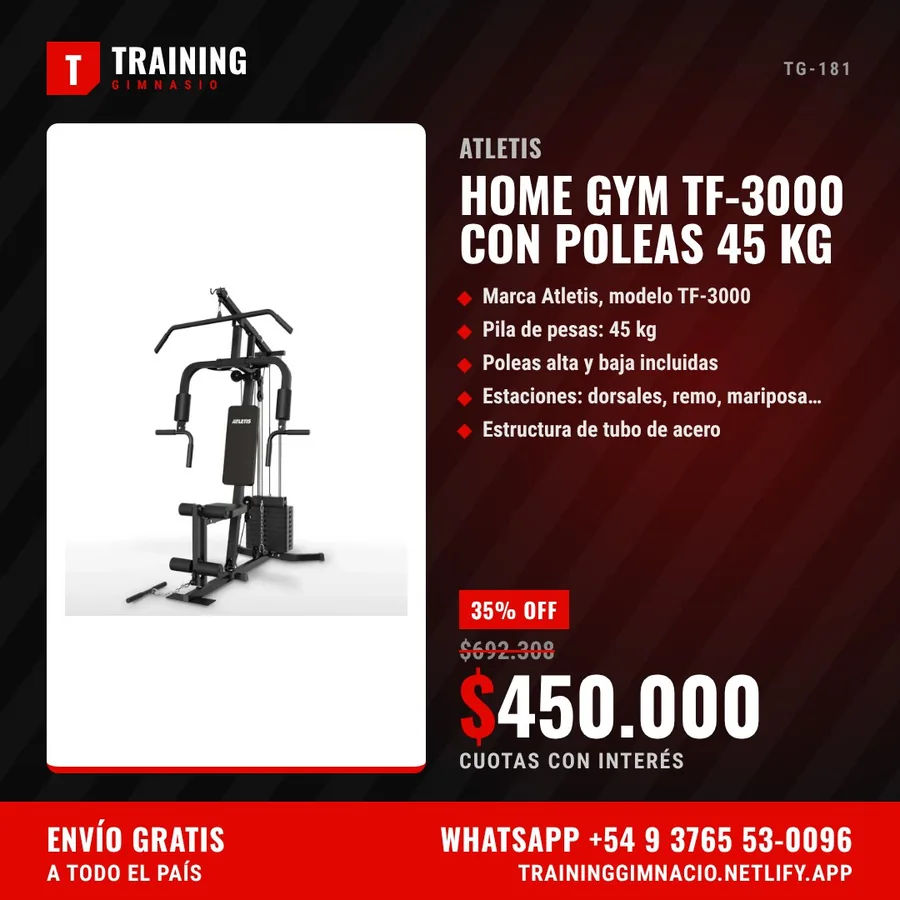 T
TRAINING
GIMNASIO
TG-181
ATLETIS
HOME GYM TF-3000
CON POLEAS 45 KG
Marca Atletis, modelo TF-3000
Pila de pesas: 45 kg
Poleas alta y baja incluidas
Estaciones: dorsales, remo, mariposa…
Estructura de tubo de acero
ATLETIS
35% OFF
$692.308
$450.000
CUOTAS CON INTERÉS
ENVÍO GRATIS
A TODO EL PAÍS
WHATSAPP +54 9 3765 53-0096
TRAININGGIMNACIO.NETLIFY.APP